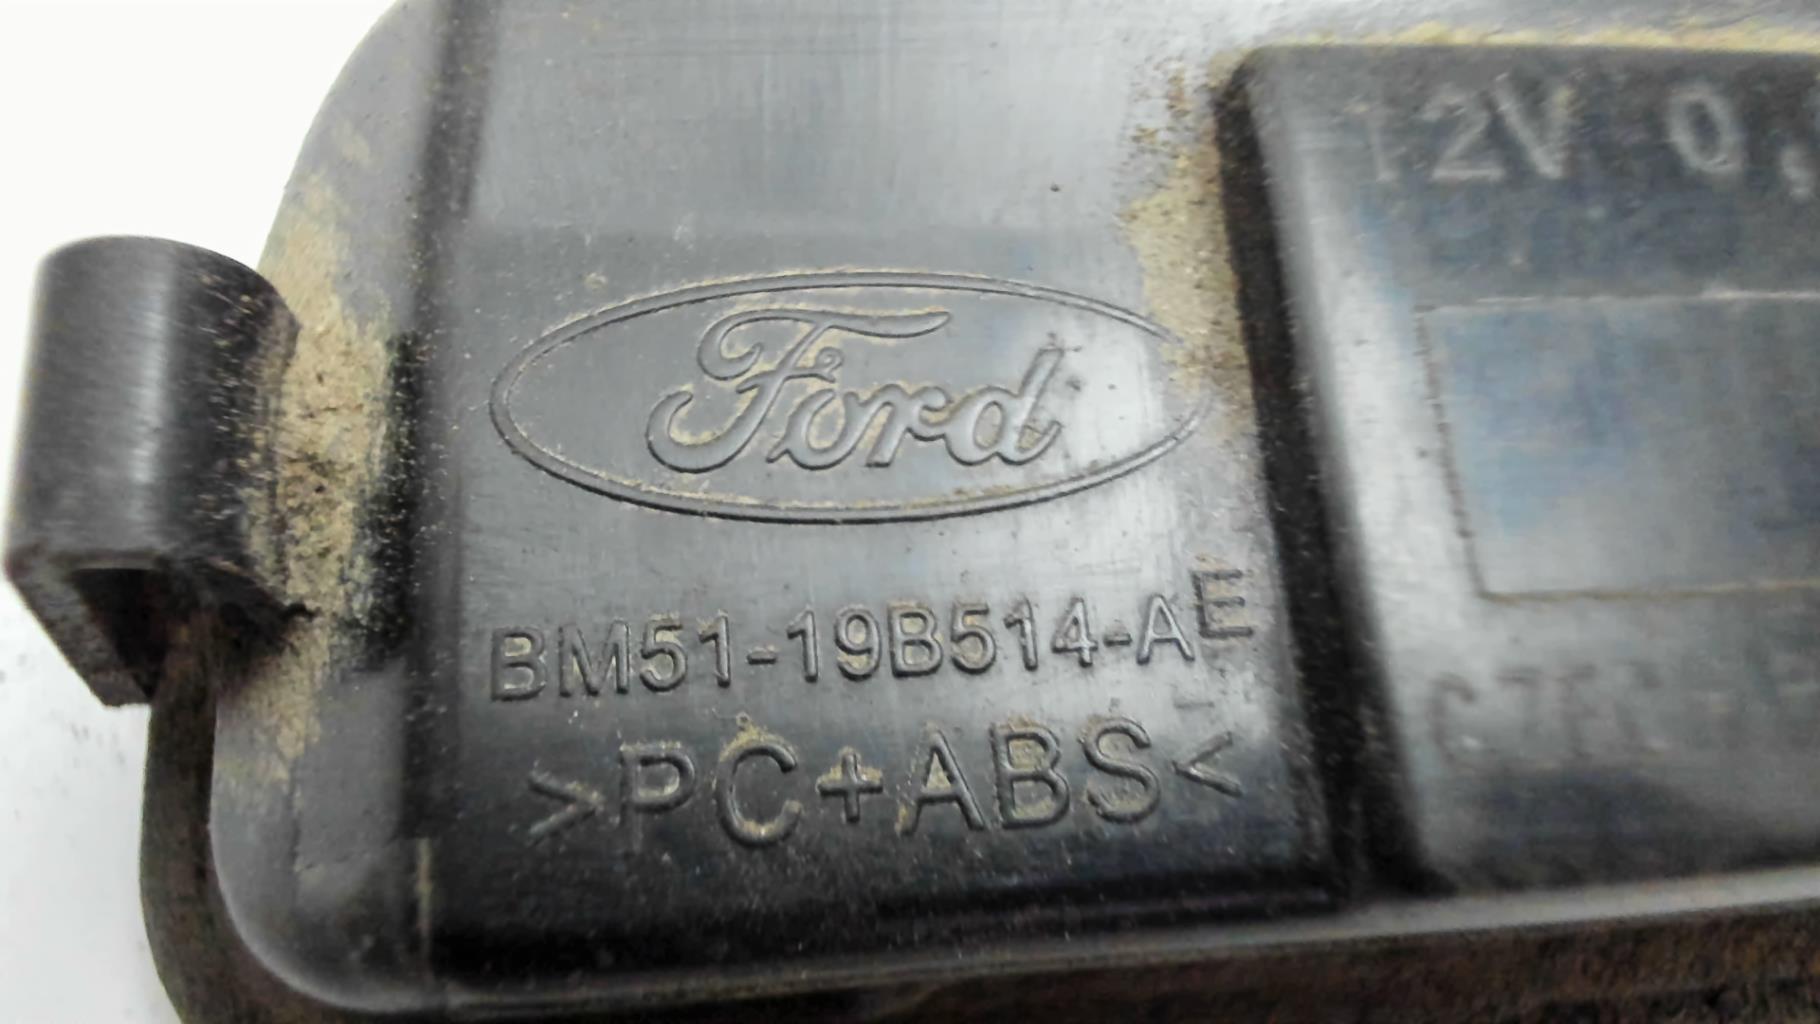 12V 0,
Ford
BM51-19B514-AE
>PC+ABS<